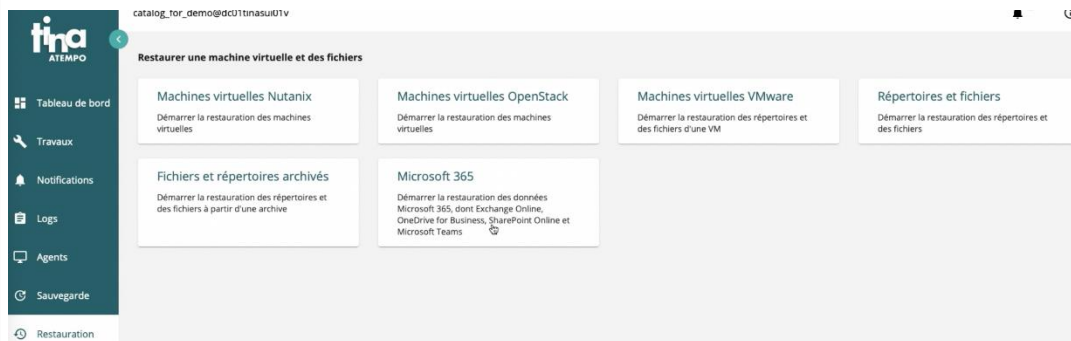 catalog_for_demo@dc01tinasui01v
tina
ATEMPO
Restaurer une machine virtuelle et des fichiers
Tableau de bord
Travaux
Notifications
Logs
Agents
Sauvegarde
Restauration
Machines virtuelles Nutanix
Démarrer la restauration des machines
virtuelles
Machines virtuelles OpenStack
Démarrer la restauration des machines
virtuelles
Machines virtuelles VMware
Démarrer la restauration des répertoires et
des fichiers d'une VM
Répertoires et fichiers
Démarrer la restauration des répertoires et
des fichiers
Fichiers et répertoires archivés
Démarrer la restauration des répertoires et
des fichiers à partir d'une archive
Microsoft 365
Démarrer la restauration des données
Microsoft 365, dont Exchange Online,
OneDrive for Business, SharePoint Online et
Microsoft Teams